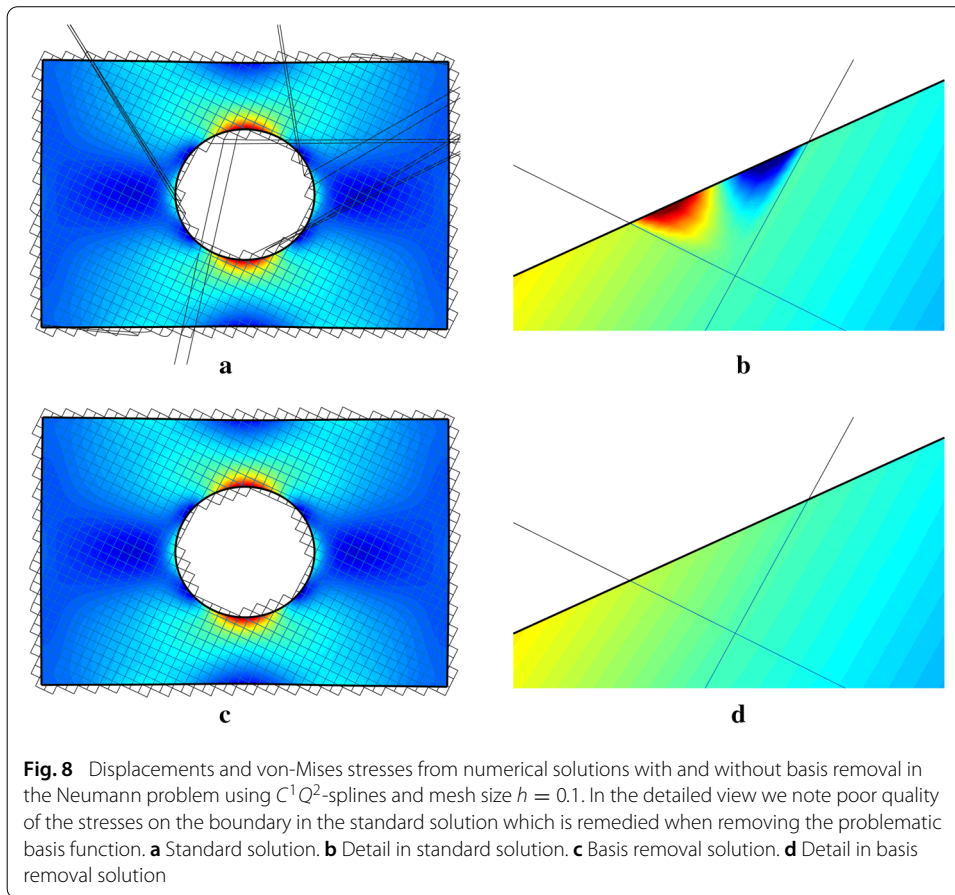 a
b
c
d
Fig. 8 Displacements and von-Mises stresses from numerical solutions with and without basis removal in
the Neumann problem using C¹Q²-splines and mesh size h = 0.1. In the detailed view we note poor quality
of the stresses on the boundary in the standard solution which is remedied when removing the problematic
basis function. a Standard solution. b Detail in standard solution. c Basis removal solution. d Detail in basis
removal solution